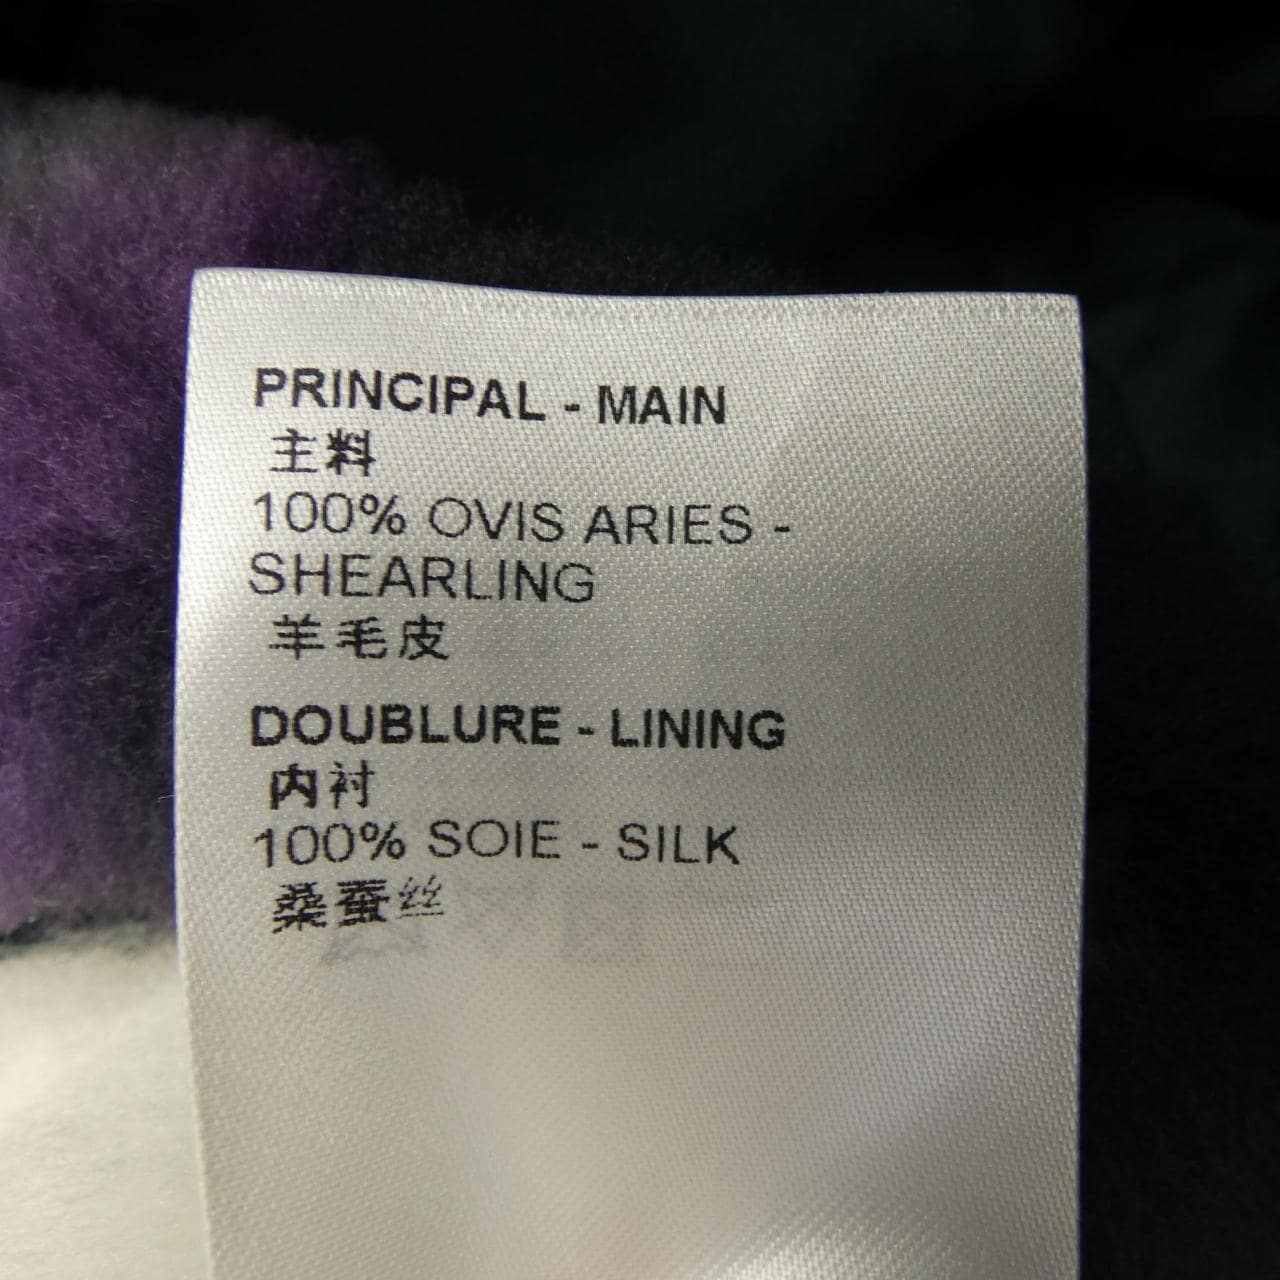 PRINCIPAL - MAIN
主料
100% OVIS ARIES -
SHEARLING
羊毛皮
DOUBLURE - LINING
内衬
100% SOIE - SILK
桑蚕丝